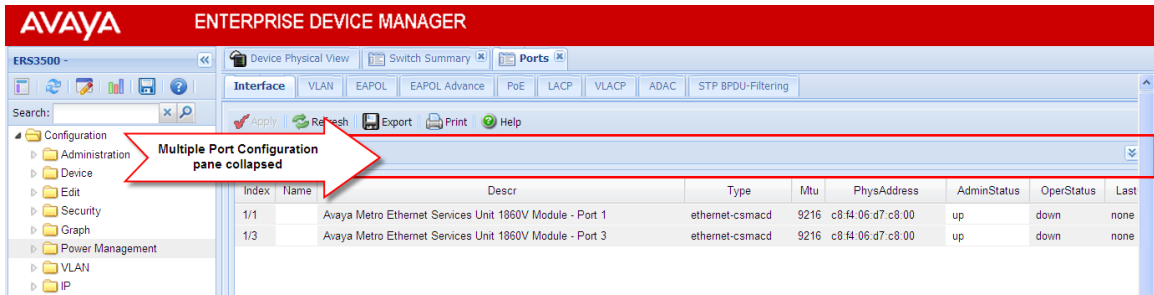 AVAYA ENTERPRISE DEVICE MANAGER
ERS3500 -
Device Physical View Switch Summary Ports
Interface VLAN EAPOL EAPOL Advance PoE LACP VLACP ADAC STP BPDU-Filtering
Search:
Apply Refresh Export Print Help
Configuration
Administration
Device
Edit
Security
Graph
Power Management
VLAN
IP
Multiple Port Configuration
pane collapsed
Index Name Descr Type Mtu PhysAddress AdminStatus OperStatus Last
1/1 Avaya Metro Ethernet Services Unit 1860V Module - Port 1 ethernet-csmacd 9216 c8:f4:06:d7:c8:00 up down none
1/3 Avaya Metro Ethernet Services Unit 1860V Module - Port 3 ethernet-csmacd 9216 c8:f4:06:d7:c8:00 up down none